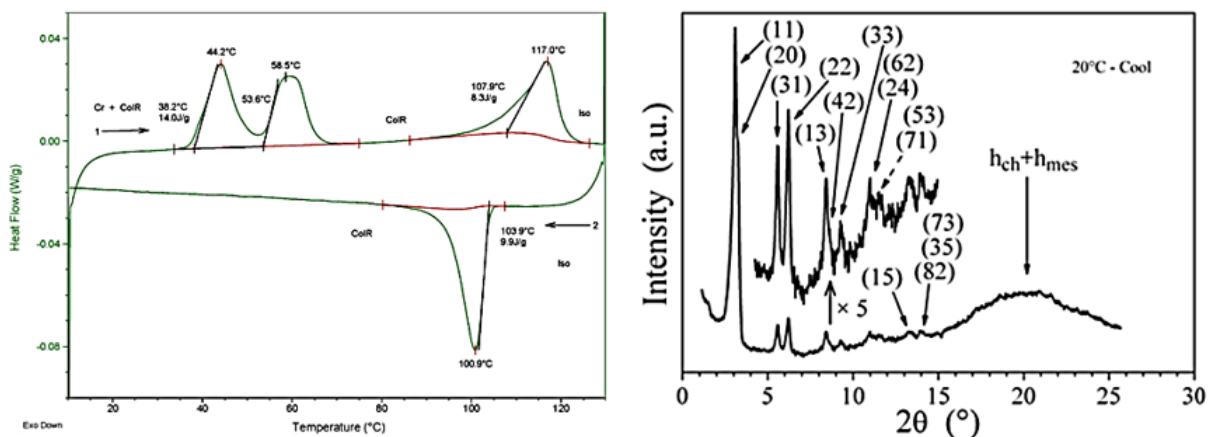 0.04
0.00
-0.04
-0.08
Heat Flow (W/g)
44.2°C
58.5°C
117.0°C
38.2°C
14.0J/g
53.6°C
107.9°C
8.3J/g
Cr + ColR
1
ColR
Iso
ColR
103.9°C
9.9J/g
2
Iso
100.9°C
20
40
60
80
100
120
Exo Down
Temperature (°C)
Intensity (a.u.)
(11)
(20)
(31)
(22)
(13)
(42)
(33)
(62)
(24)
(53)
(71)
20°C - Cool
hch+hmes
(73)
(35)
(82)
(15)
× 5
0
5
10
15
20
25
30
2θ (°)